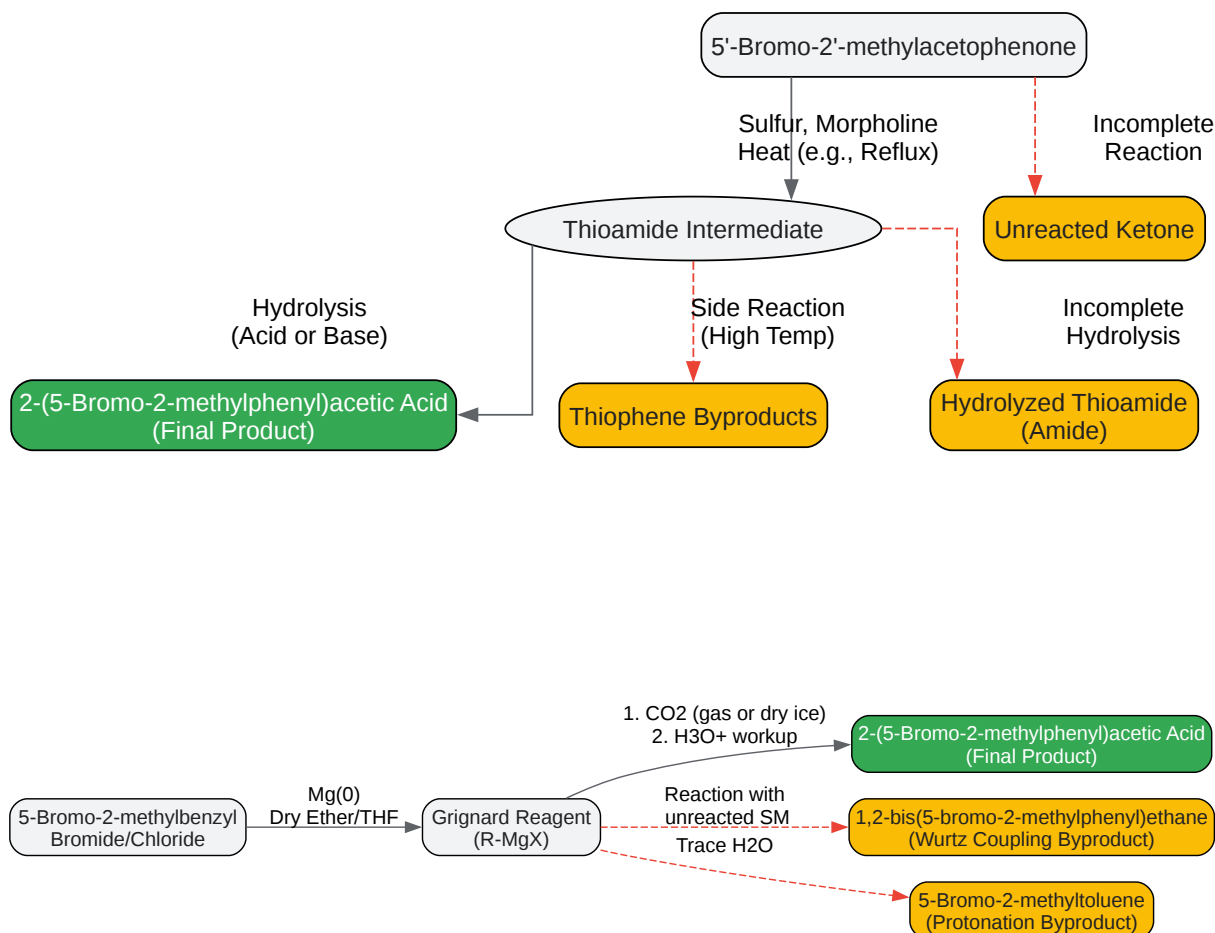 5'-Bromo-2'-methylacetophenone
Sulfur, Morpholine
Heat (e.g., Reflux)
Incomplete
Reaction
Thioamide Intermediate
Unreacted Ketone
Hydrolysis
(Acid or Base)
Side Reaction
(High Temp)
Incomplete
Hydrolysis
2-(5-Bromo-2-methylphenyl)acetic Acid
(Final Product)
Thiophene Byproducts
Hydrolyzed Thioamide
(Amide)
1. CO2 (gas or dry ice)
2. H3O+ workup
2-(5-Bromo-2-methylphenyl)acetic Acid
(Final Product)
5-Bromo-2-methylbenzyl
Bromide/Chloride
Mg(0)
Dry Ether/THF
Grignard Reagent
(R-MgX)
Reaction with
unreacted SM
1,2-bis(5-bromo-2-methylphenyl)ethane
(Wurtz Coupling Byproduct)
Trace H2O
5-Bromo-2-methyltoluene
(Protonation Byproduct)